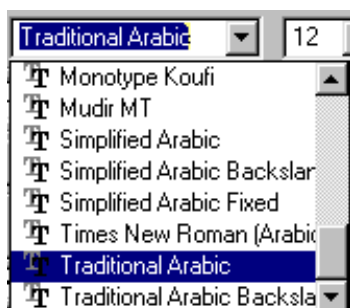 Traditional Arabic 12
Monotype Koufi
Mudir MT
Simplified Arabic
Simplified Arabic Backslan
Simplified Arabic Fixed
Times New Roman (Arabic
Traditional Arabic
Traditional Arabic Backsla